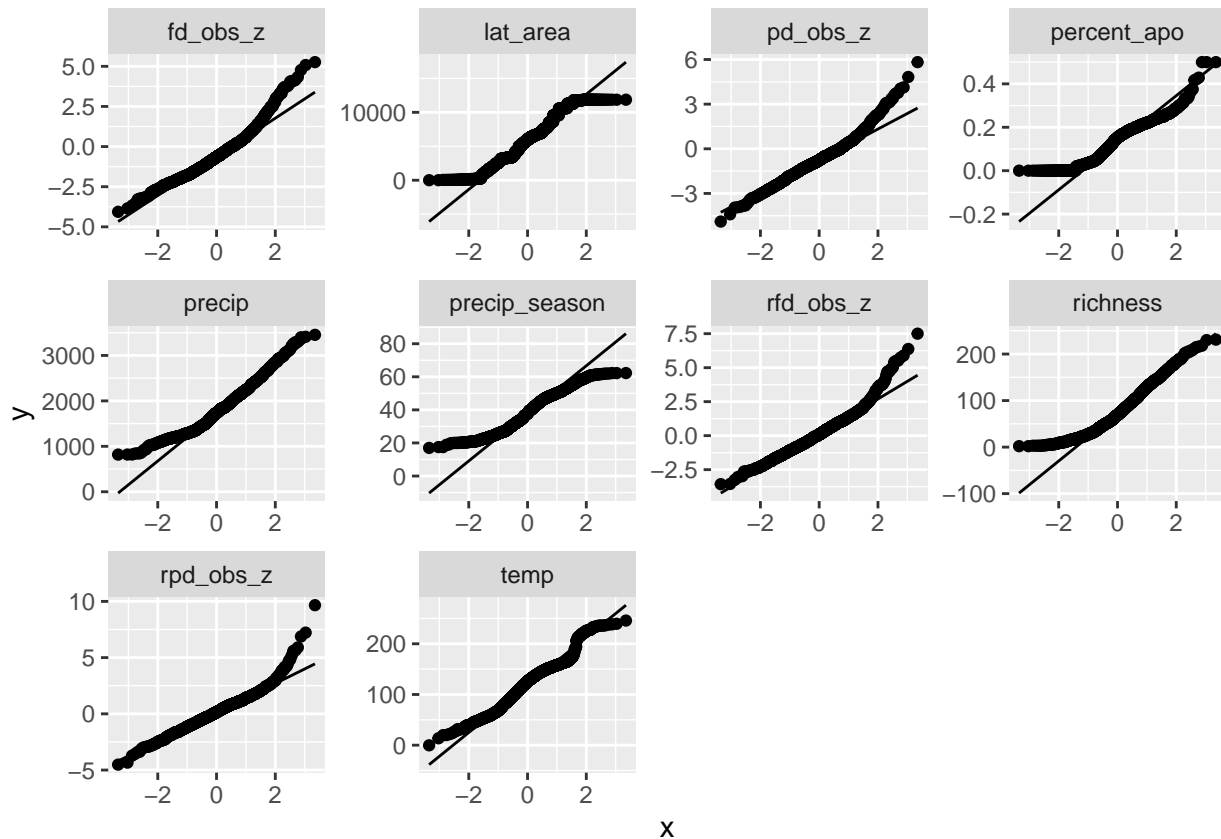 fd_obs_z lat_area pd_obs_z percent_apo
5.0 2.5 0.0 −2.5 −5.0
10000 0
6 3 0 −3
0.4 0.2 0.0 −0.2
−2 0 2 −2 0 2 −2 0 2 −2 0 2
precip precip_season rfd_obs_z richness
3000 2000 1000 0
80 60 40 20 0
7.5 5.0 2.5 0.0 −2.5
200 100 0 −100
−2 0 2 −2 0 2 −2 0 2 −2 0 2
y
rpd_obs_z temp
10 5 0 −5
200 100 0
−2 0 2 −2 0 2
x